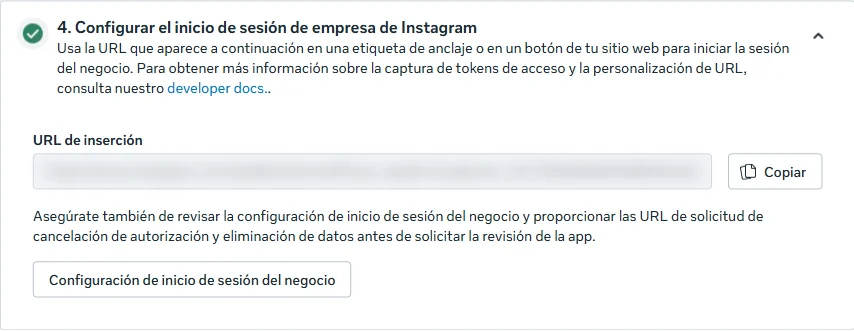 4. Configurar el inicio de sesión de empresa de Instagram
Usa la URL que aparece a continuación en una etiqueta de anclaje o en un botón de tu sitio web para iniciar la sesión
del negocio. Para obtener más información sobre la captura de tokens de acceso y la personalización de URL,
consulta nuestro developer docs..
URL de inserción
Copiar
Asegúrate también de revisar la configuración de inicio de sesión del negocio y proporcionar las URL de solicitud de
cancelación de autorización y eliminación de datos antes de solicitar la revisión de la app.
Configuración de inicio de sesión del negocio